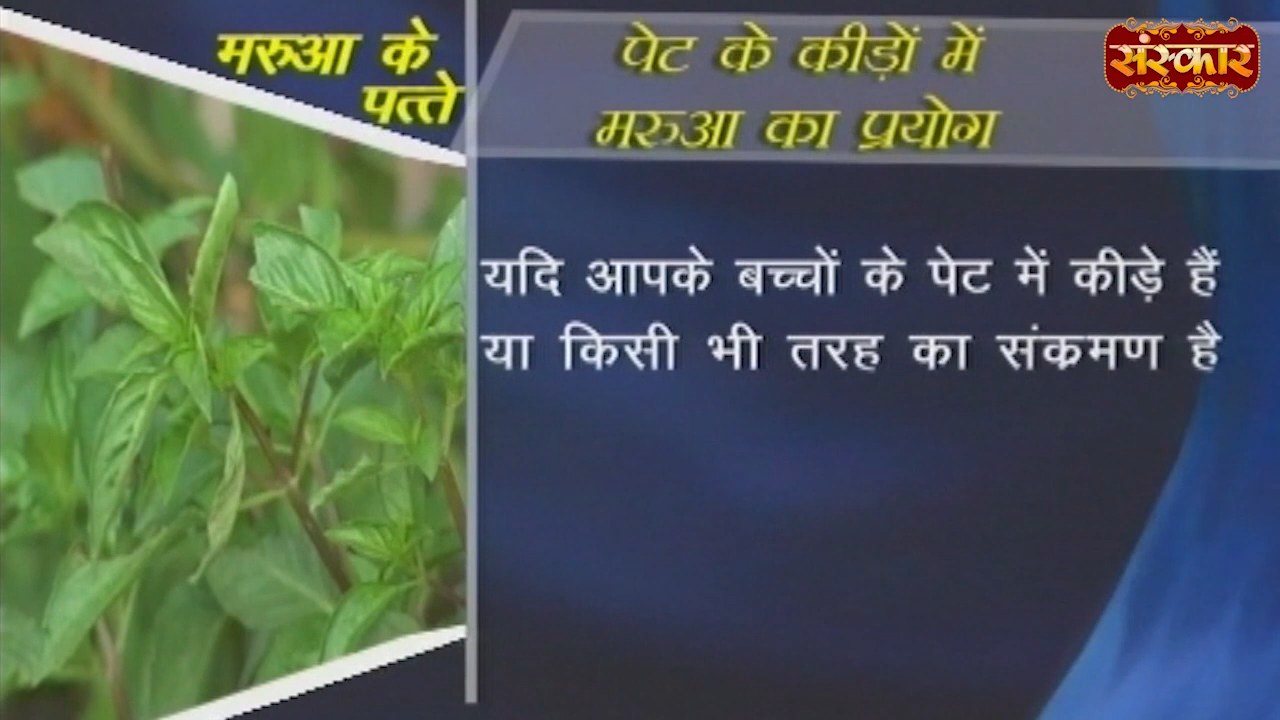 मरुआ के
पत्ते
पेट के कीड़ों में
मरुआ का प्रयोग
संस्कार
यदि आपके बच्चों के पेट में कीड़े हैं
या किसी भी तरह का संक्रमण है